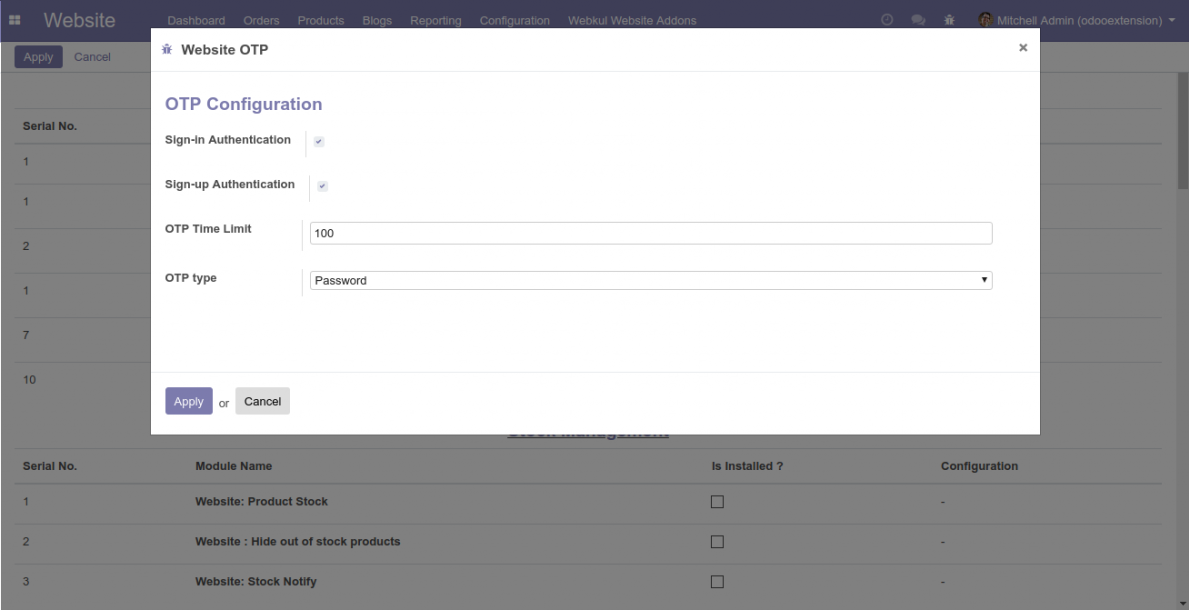 Website Dashboard Orders Products Blogs Reporting Configuration Webkul Website Addons Mitchell Admin (odooextension)
Apply Cancel
Website OTP ×
OTP Configuration
Serial No.
Sign-in Authentication
1
Sign-up Authentication
1
OTP Time Limit 100
2
OTP type Password
1
7
10
Apply or Cancel
Serial No. Module Name Is Installed ? Configuration
1 Website: Product Stock -
2 Website : Hide out of stock products -
3 Website: Stock Notify -